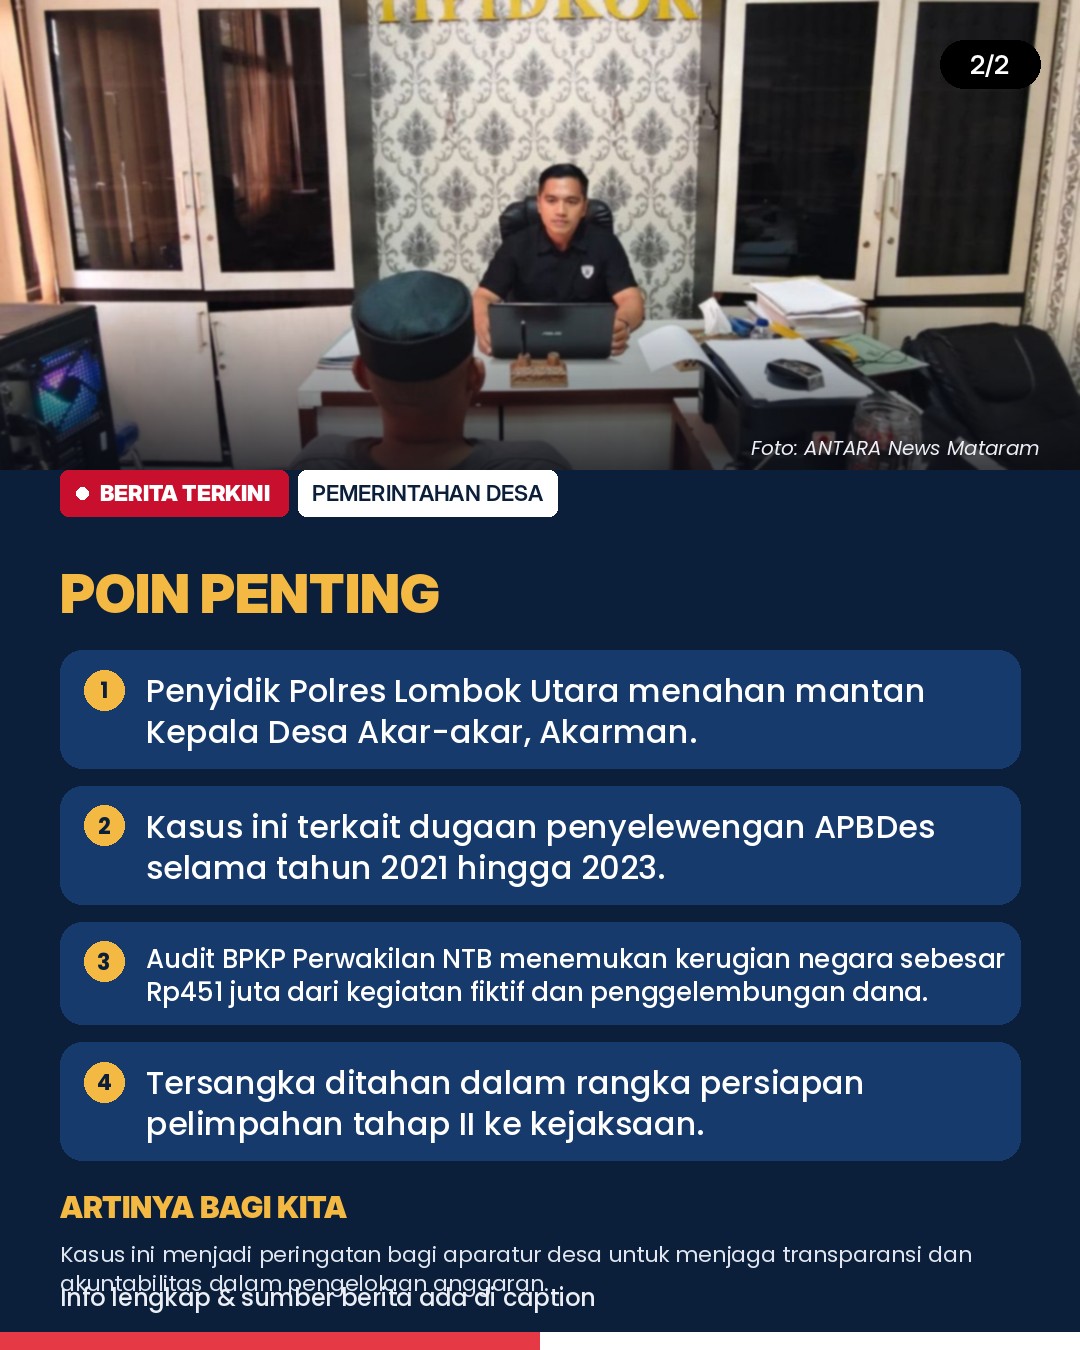 TIPIDKOR
2/2
Foto: ANTARA News Mataram
BERITA TERKINI
PEMERINTAHAN DESA
POIN PENTING
1
Penyidik Polres Lombok Utara menahan mantan
Kepala Desa Akar-akar, Akarman.
2
Kasus ini terkait dugaan penyelewengan APBDes
selama tahun 2021 hingga 2023.
3
Audit BPKP Perwakilan NTB menemukan kerugian negara sebesar
Rp451 juta dari kegiatan fiktif dan penggelembungan dana.
4
Tersangka ditahan dalam rangka persiapan
pelimpahan tahap II ke kejaksaan.
ARTINYA BAGI KITA
Kasus ini menjadi peringatan bagi aparatur desa untuk menjaga transparansi dan
akuntabilitas dalam pengelolaan anggaran.
Info lengkap & sumber berita ada di caption